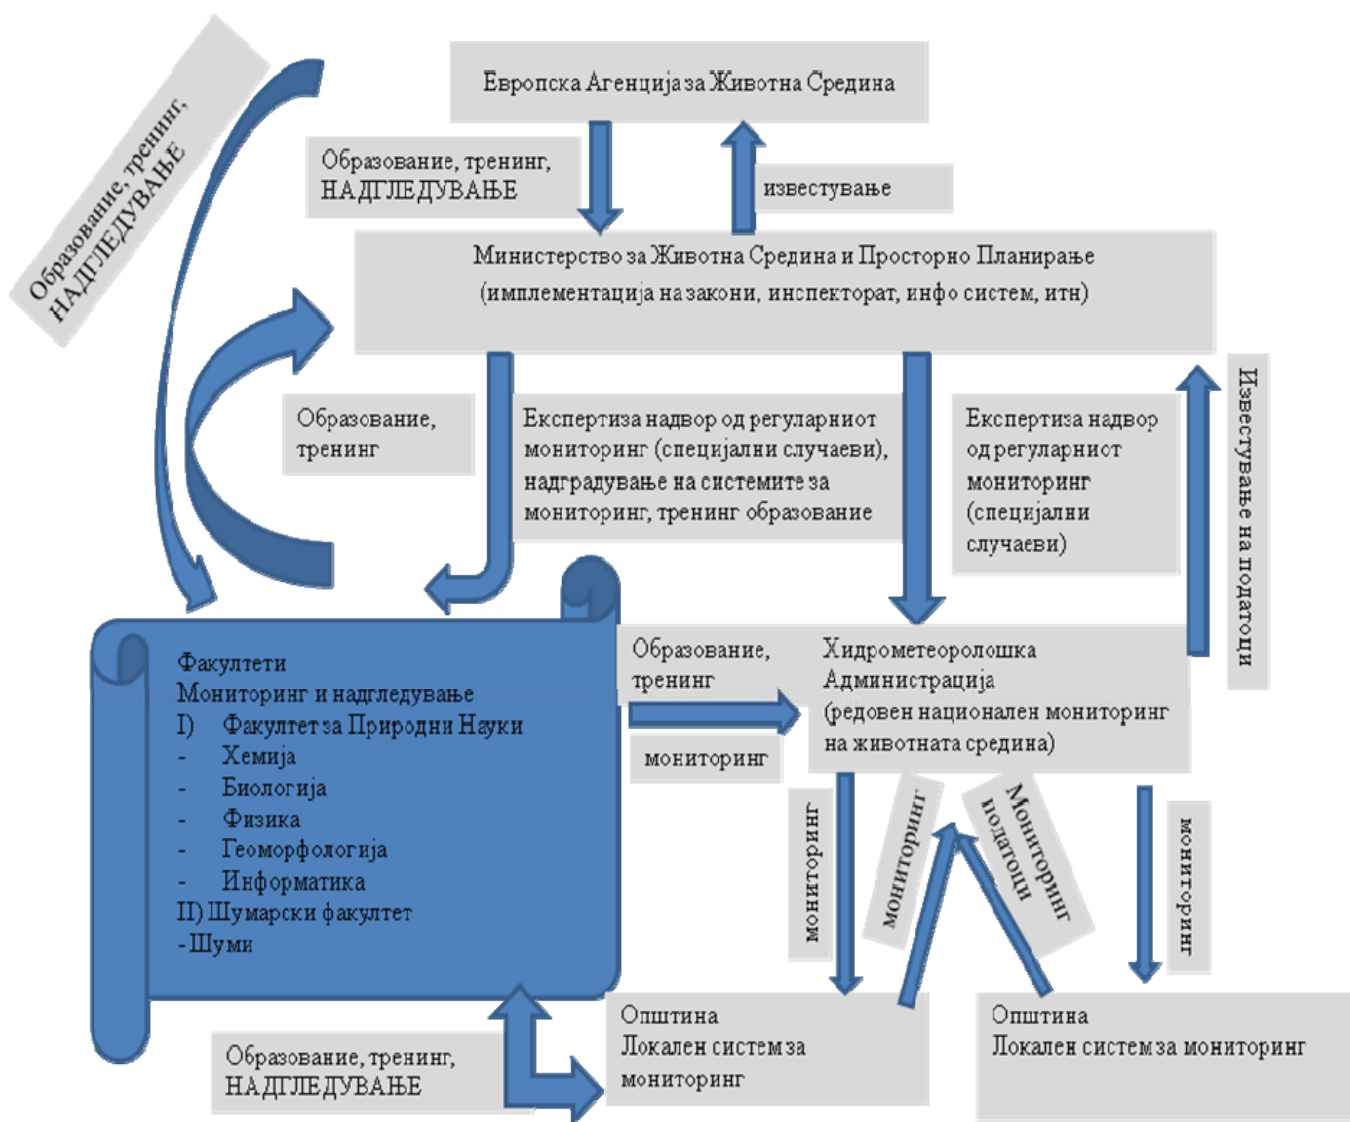 Европска Агенција за Животна Средина
Образование, тренинг,
НАДГЛЕДУВАЊЕ
Образование, тренинг,
НАДГЛЕДУВАЊЕ
известување
Министерство за Животна Средина и Просторно Планирање
(имплементација на закони, инспекторат, инфо систем, итн)
Образование,
тренинг
Експертиза надвор од регуларниот
мониторинг (специјални случаеви),
надградување на системите за
мониторинг, тренинг образование
Експертиза надвор
од регуларниот
мониторинг
(специјални
случаеви)
Известување на податоци
Факултети
Мониторинг и надгледување
I) Факултет за Природни Науки
- Хемија
- Биологија
- Физика
- Геоморфологија
- Информатика
II) Шумарски факултет
- Шуми
Образование,
тренинг
мониторинг
Хидрометеоролошка
Администрација
(редовен национален мониторинг
на животната средина)
мониторинг
мониторинг
Мониторинг
податоци
мониторинг
Образование, тренинг,
НАДГЛЕДУВАЊЕ
Општина
Локален систем за
мониторинг
Општина
Локален систем за мониторинг